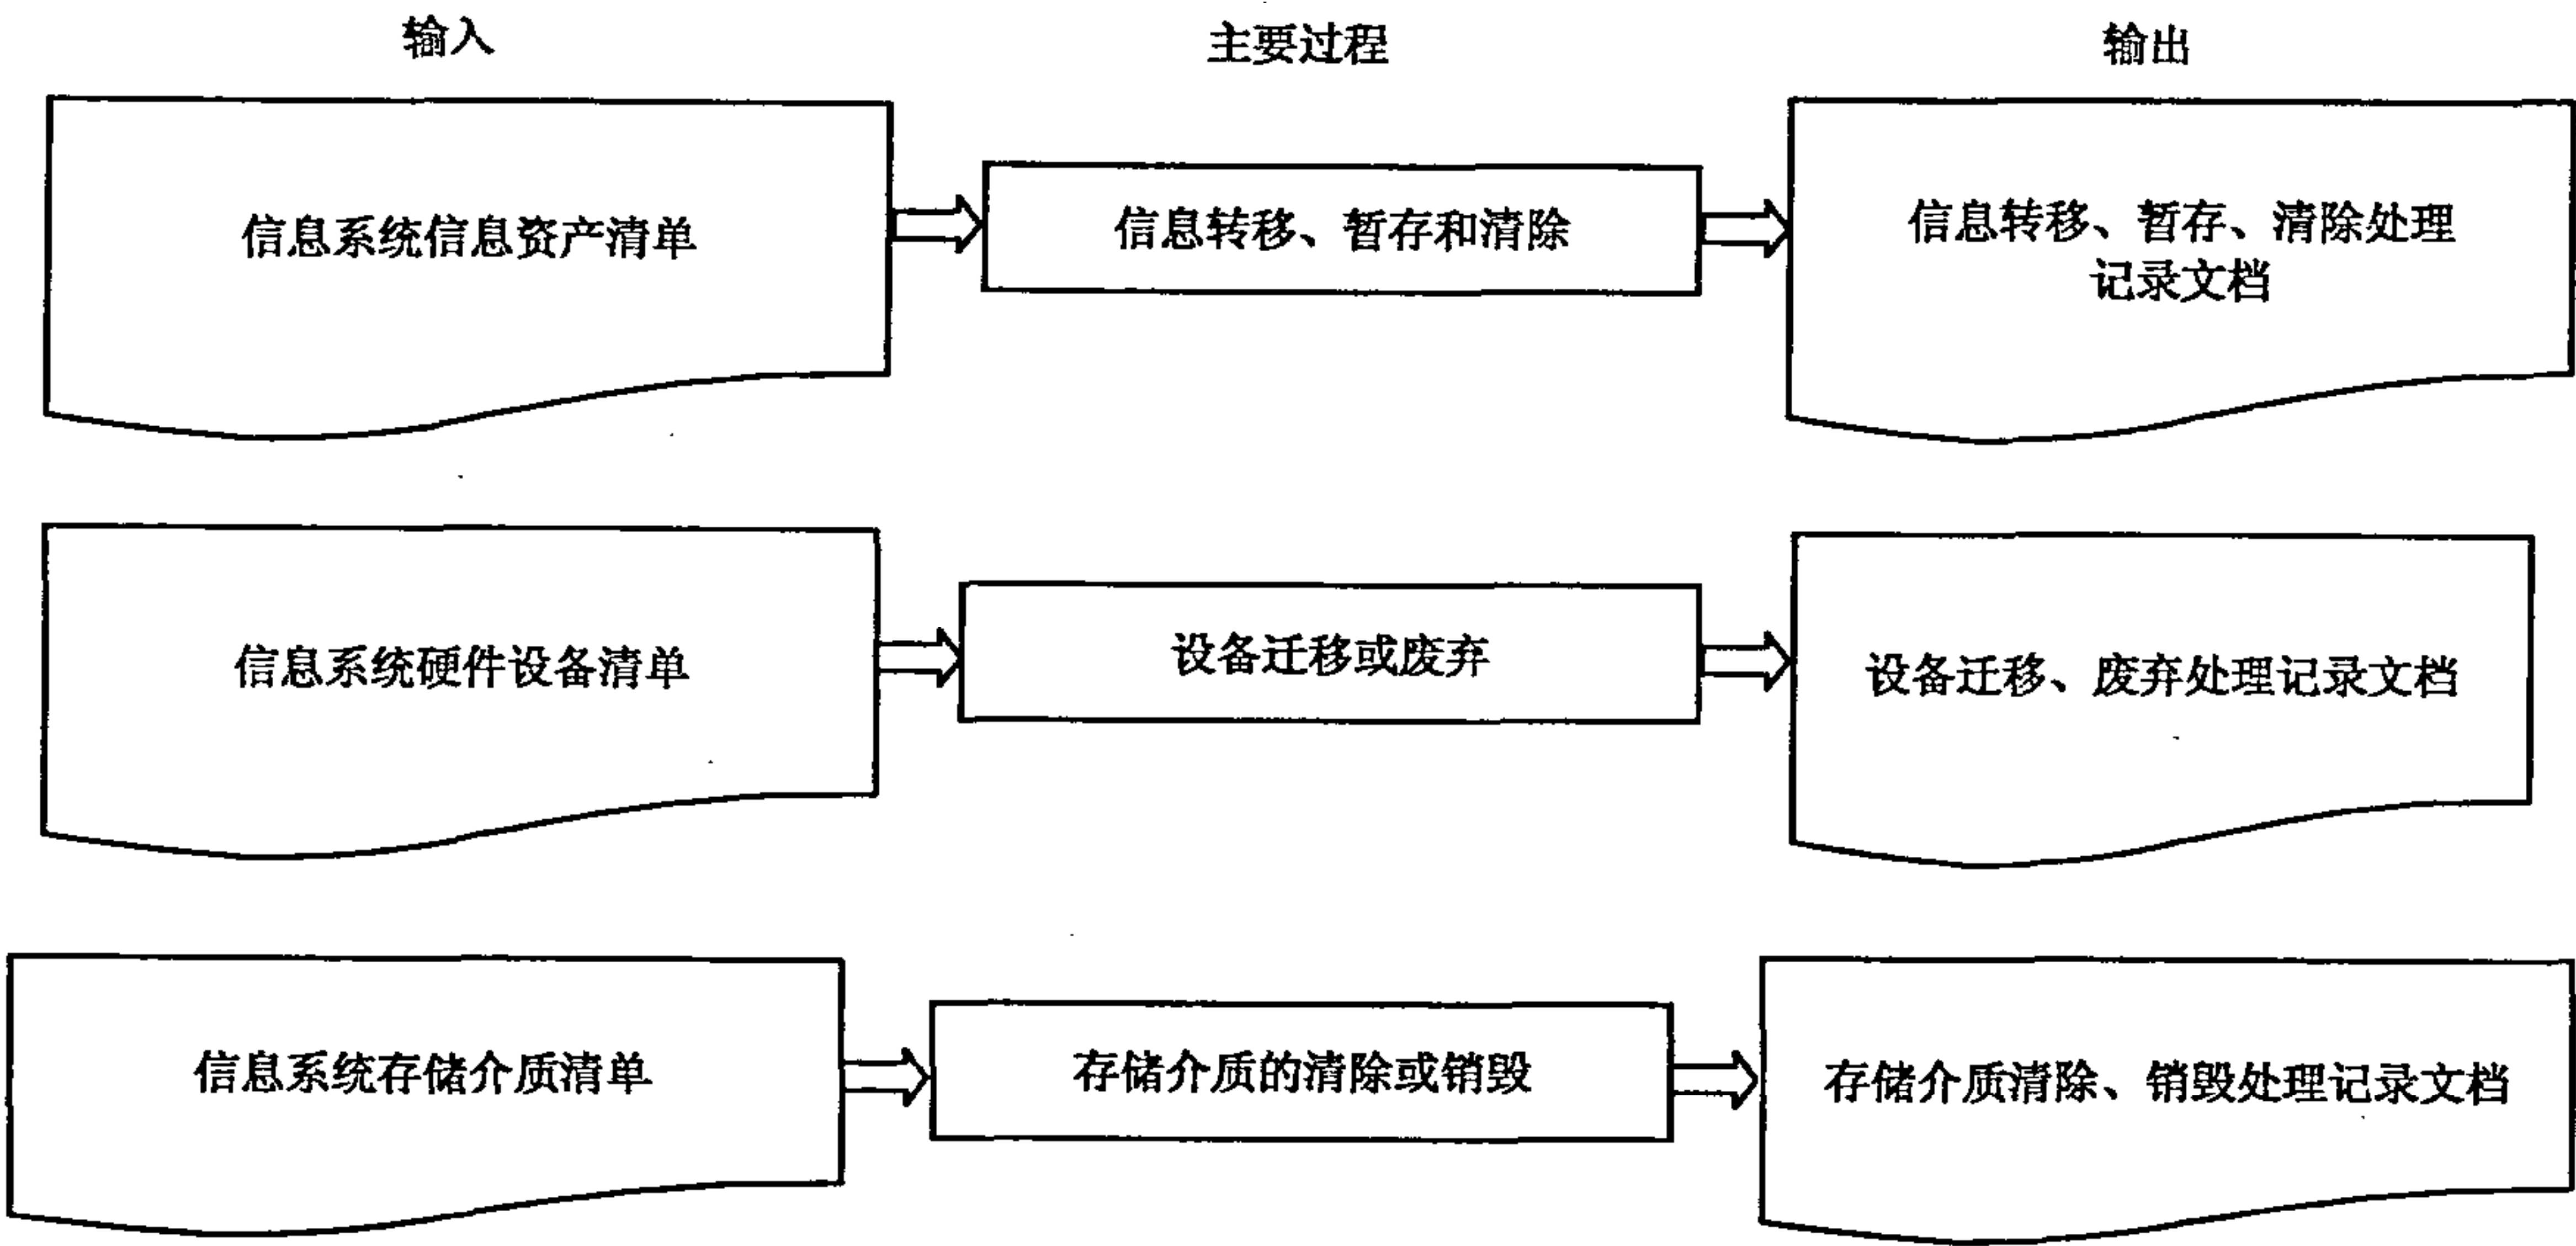 输入
主要过程
输出
信息系统信息资产清单
信息转移、暂存和清除
信息转移、暂存、清除处理
记录文档
信息系统硬件设备清单
设备迁移或废弃
设备迁移、废弃处理记录文档
信息系统存储介质清单
存储介质的清除或销毁
存储介质清除、销毁处理记录文档